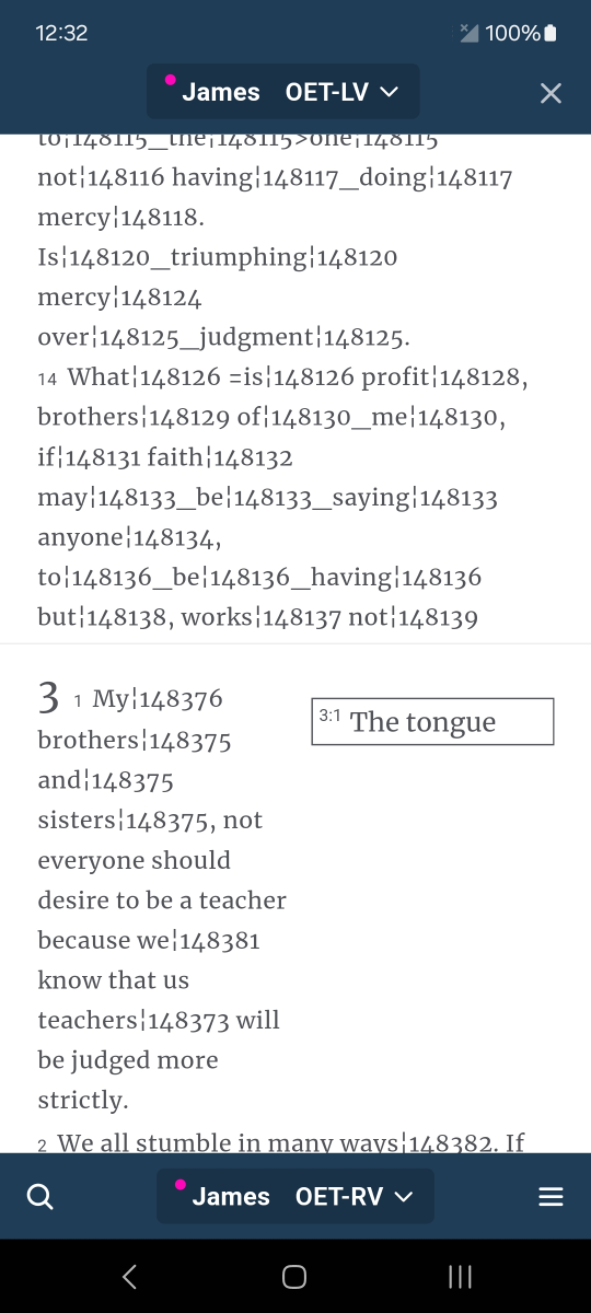 12:32
100%
James OET-LV
to¦148115_the¦148115>one¦148115
not¦148116 having¦148117_doing¦148117
mercy¦148118.
Is¦148120_triumphing¦148120
mercy¦148124
over¦148125_judgment¦148125.
14 What¦148126 =is¦148126 profit¦148128,
brothers¦148129 of¦148130_me¦148130,
if¦148131 faith¦148132
may¦148133_be¦148133_saying¦148133
anyone¦148134,
to¦148136_be¦148136_having¦148136
but¦148138, works¦148137 not¦148139
3 1 My¦148376
brothers¦148375
and¦148375
sisters¦148375, not
everyone should
desire to be a teacher
because we¦148381
know that us
teachers¦148373 will
be judged more
strictly.
3:1 The tongue
2 We all stumble in many ways¦148382. If
James OET-RV